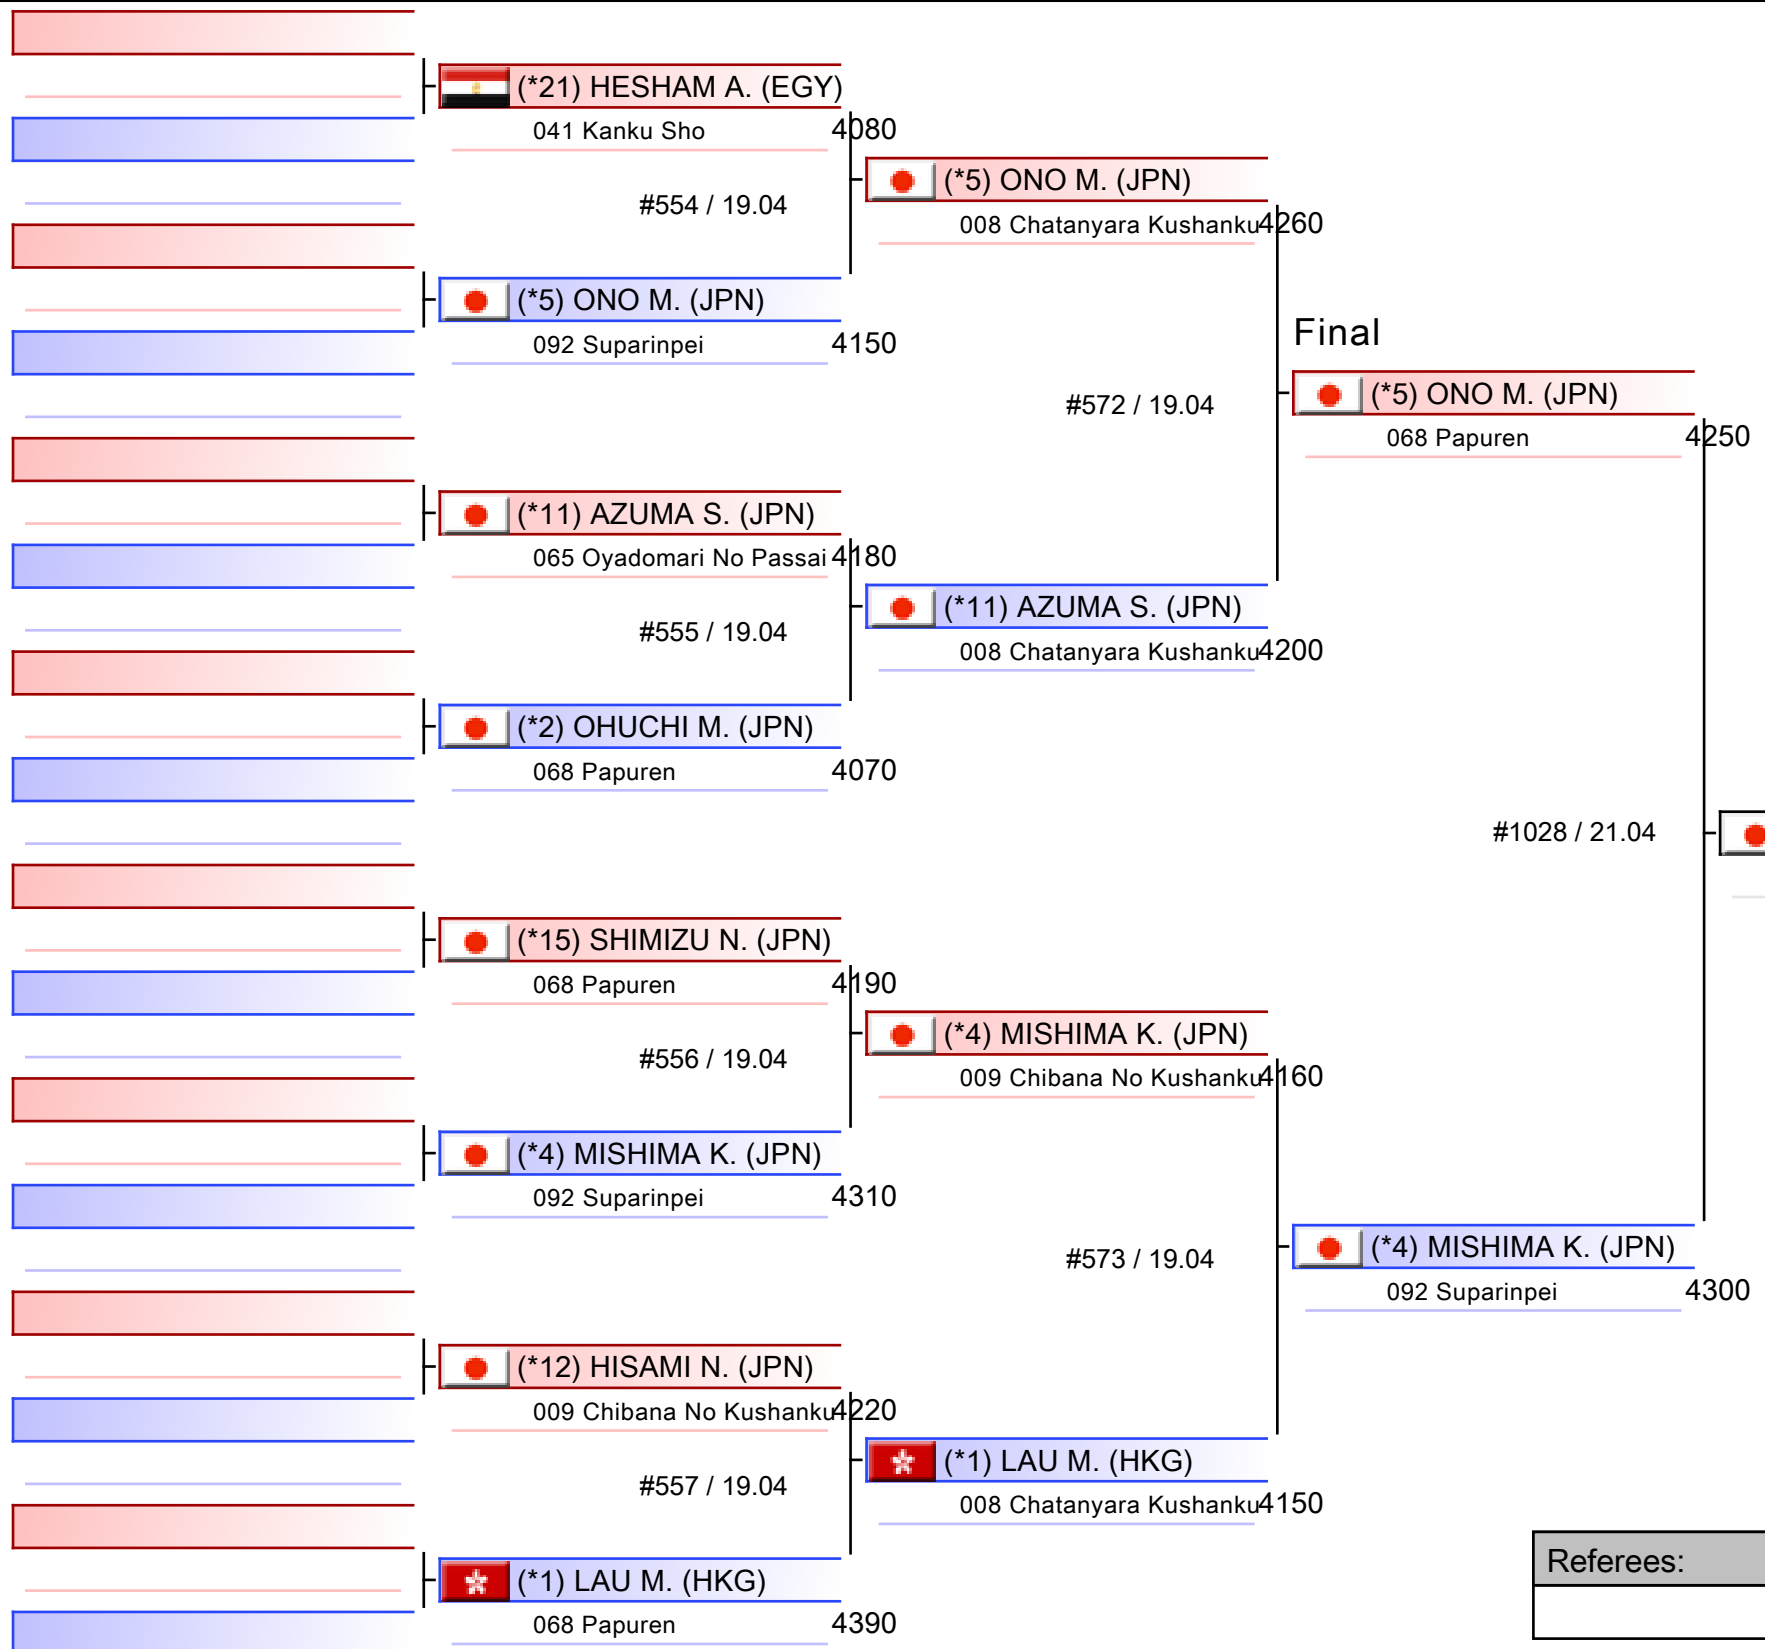 (*21) HESHAM A. (EGY)
041 Kanku Sho 4080
#554 / 19.04
(*5) ONO M. (JPN)
092 Suparinpei 4150
(*11) AZUMA S. (JPN)
065 Oyadomari No Passai 4180
#555 / 19.04
(*2) OHUCHI M. (JPN)
068 Papuren 4070
(*15) SHIMIZU N. (JPN)
068 Papuren 4190
#556 / 19.04
(*4) MISHIMA K. (JPN)
092 Suparinpei 4310
(*12) HISAMI N. (JPN)
009 Chibana No Kushanku 4220
#557 / 19.04
(*1) LAU M. (HKG)
068 Papuren 4390
(*5) ONO M. (JPN)
008 Chatanyara Kushanku 4260
#572 / 19.04
(*11) AZUMA S. (JPN)
008 Chatanyara Kushanku 4200
(*4) MISHIMA K. (JPN)
009 Chibana No Kushanku 4160
#573 / 19.04
(*1) LAU M. (HKG)
008 Chatanyara Kushanku 4150
Final
(*5) ONO M. (JPN)
068 Papuren 4250
#1028 / 21.04
(*4) MISHIMA K. (JPN)
092 Suparinpei 4300
Referees: